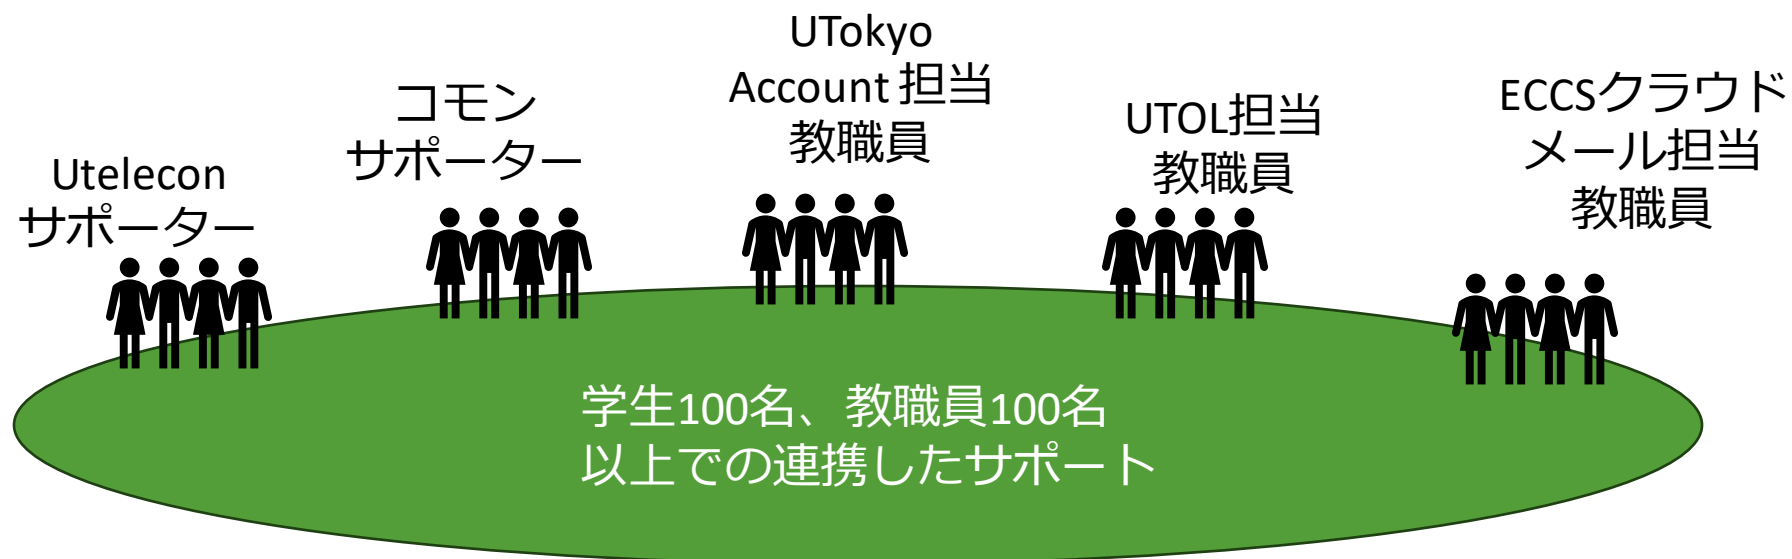 Utelecon
サポーター
コモン
サポーター
UTokyo
Account 担当
教職員
UTOL担当
教職員
ECCSクラウド
メール担当
教職員
学生100名、教職員100名
以上での連携したサポート